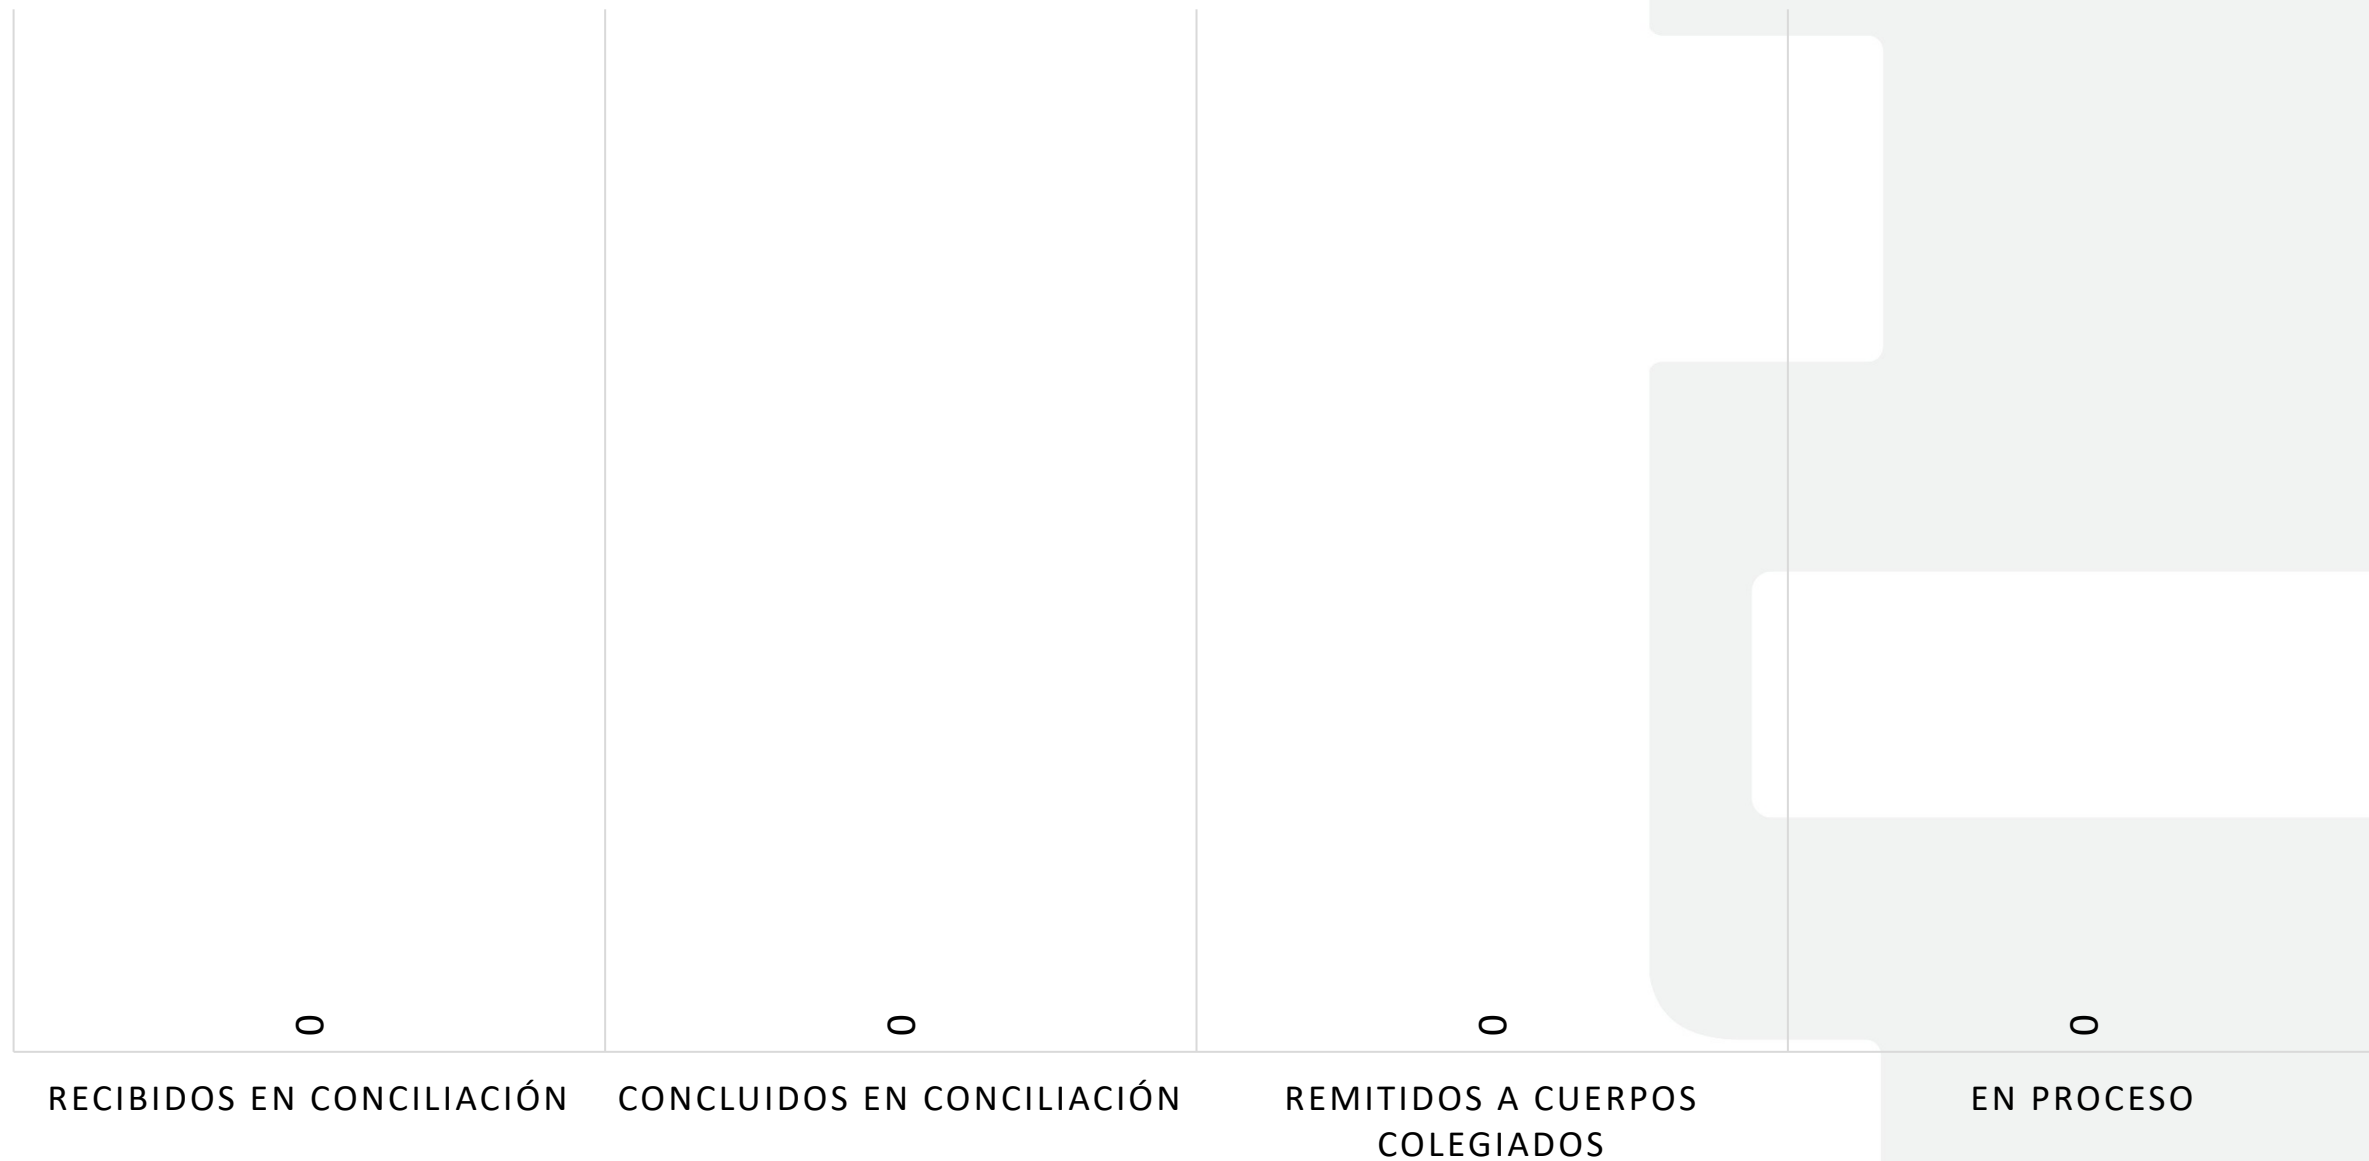 0 0 0 0
RECIBIDOS EN CONCILIACIÓN CONCLUIDOS EN CONCILIACIÓN REMITIDOS A CUERPOS EN PROCESO
COLEGIADOS